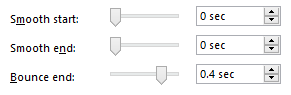 Smooth start: 0 sec
Smooth end: 0 sec
Bounce end: 0.4 sec